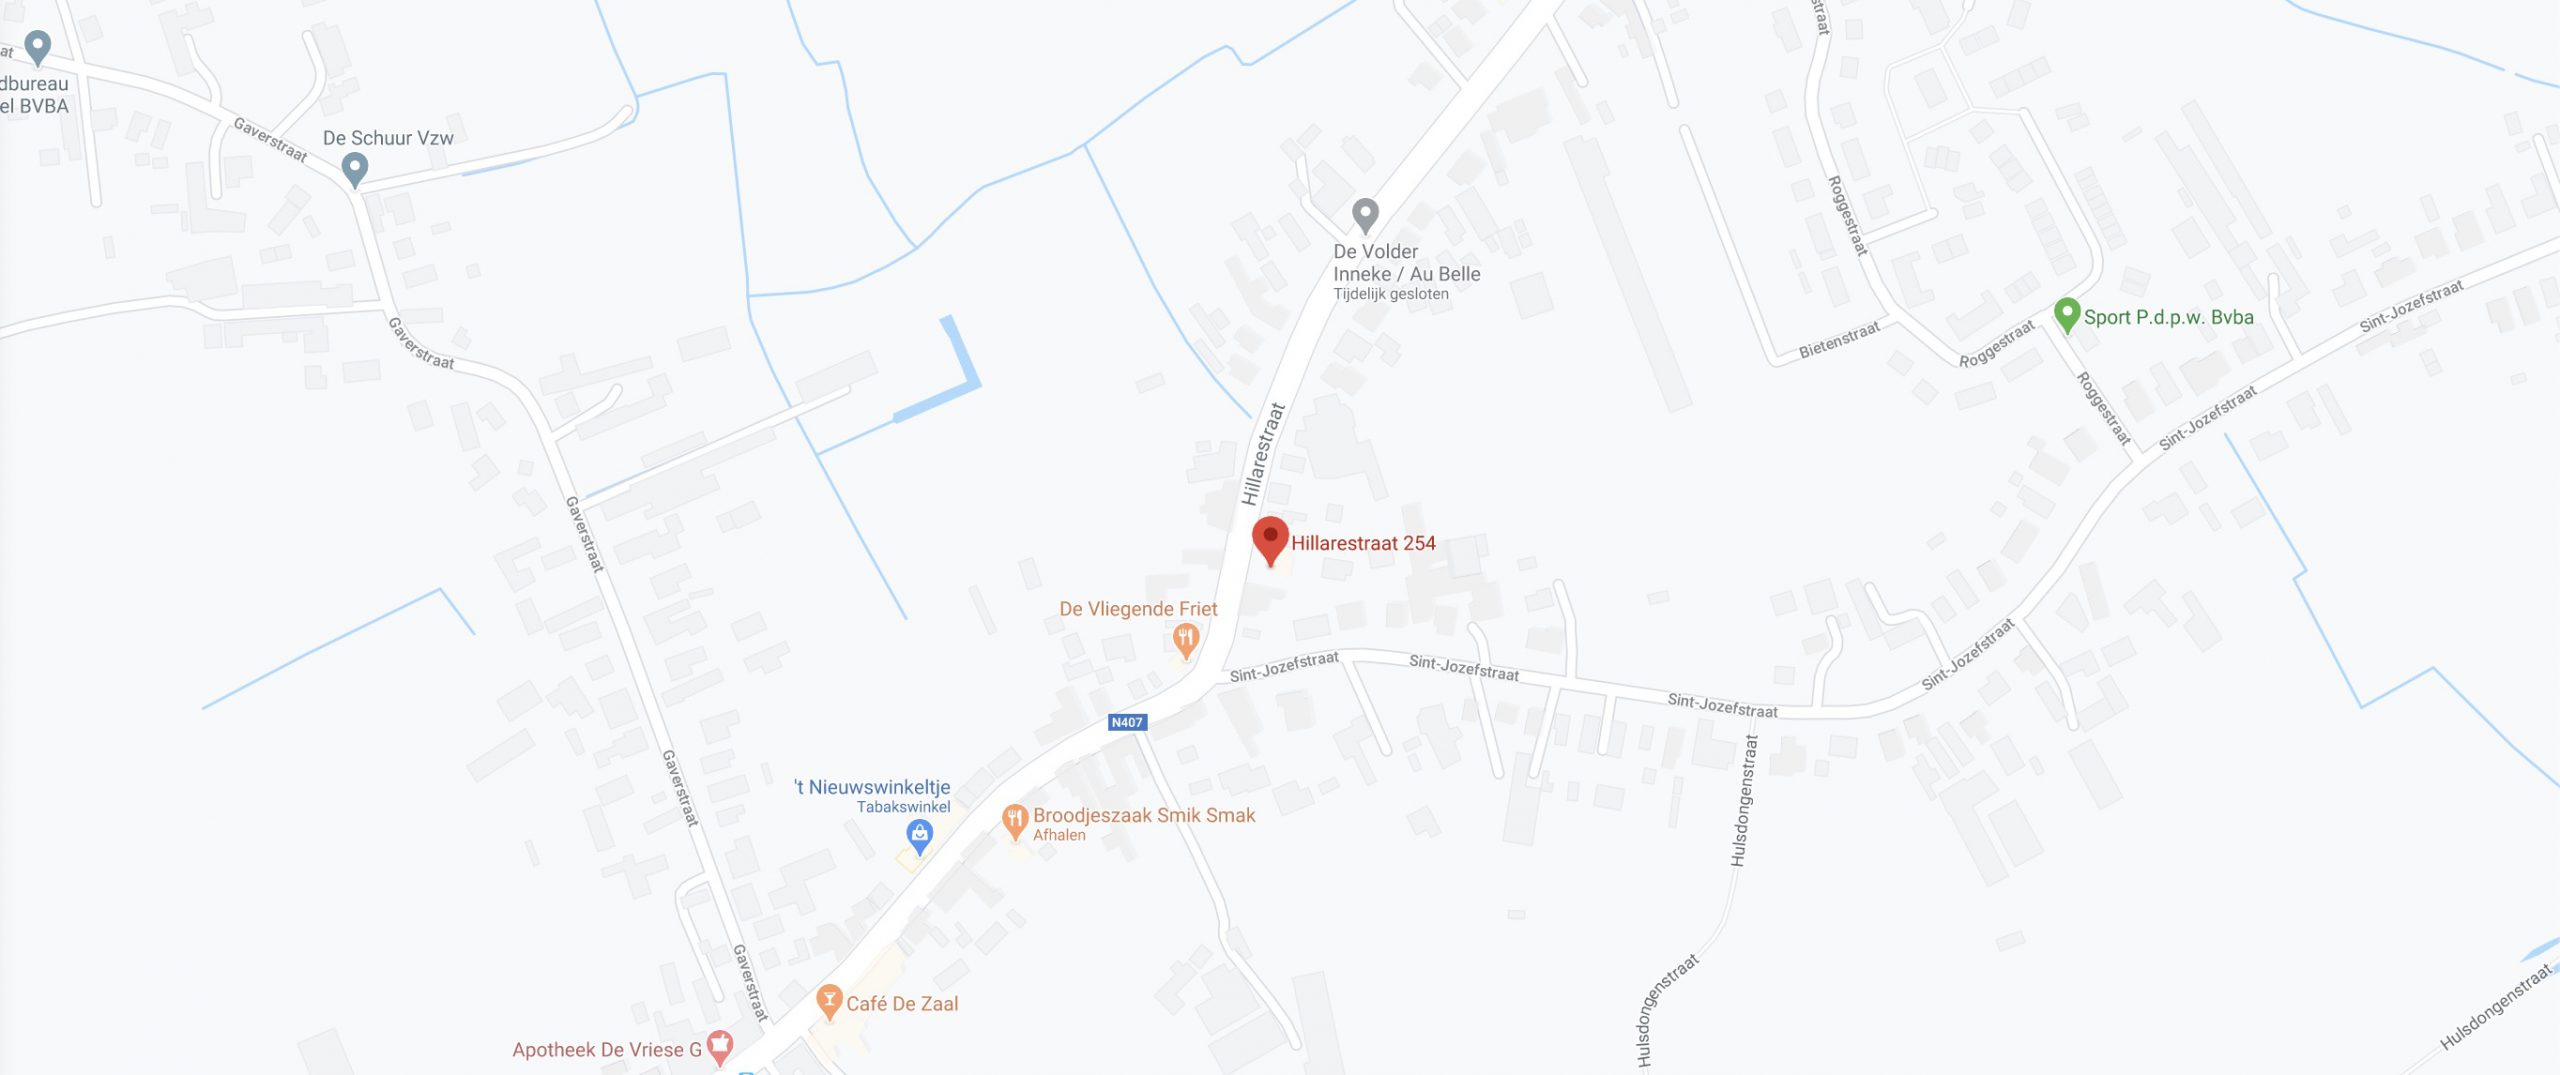 straat
at
dbureau
el BVBA
Gaverstraat
De Schuur Vzw
Roggestraat
De Volder
Inneke / Au Belle
Tijdelijk gesloten
Sint-Jozefstraat
Sport P.d.p.w. Bvba
Gaverstraat
Bietenstraat
Roggestraat
Roggestraat
Sint-Jozefstraat
Hillarestraat
Gaverstraat
Hillarestraat 254
De Vliegende Friet
Sint-Jozefstraat
Sint-Jozefstraat
Sint-Jozefstraat
Sint-Jozefstraat
N407
Gaverstraat
't Nieuwswinkeltje
Tabakswinkel
Broodjeszaak Smik Smak
Afhalen
Hulsdongenstraat
Gaverstraat
Café De Zaal
Hulsdongenstraat
Hulsdongenstraat
Apotheek De Vriese G